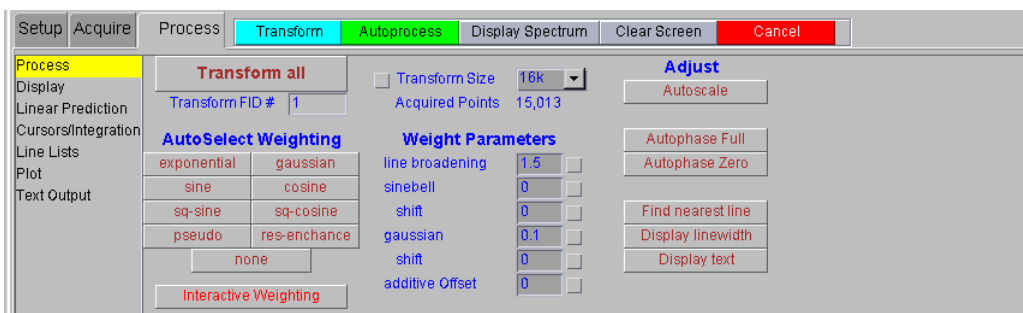 Setup Acquire Process Transform Autoprocess Display Spectrum Clear Screen Cancel
Process
Display
Linear Prediction
Cursors/Integration
Line Lists
Plot
Text Output
Transform all
Transform FID # 1
AutoSelect Weighting
exponential gaussian
sine cosine
sq-sine sq-cosine
pseudo res-enchance
none
Interactive Weighting
Transform Size 16k
Acquired Points 15,013
Weight Parameters
line broadening 1.5
sinebell 0
shift 0
gaussian 0.1
shift 0
additive Offset 0
Adjust
Autoscale
Autophase Full
Autophase Zero
Find nearest line
Display linewidth
Display text